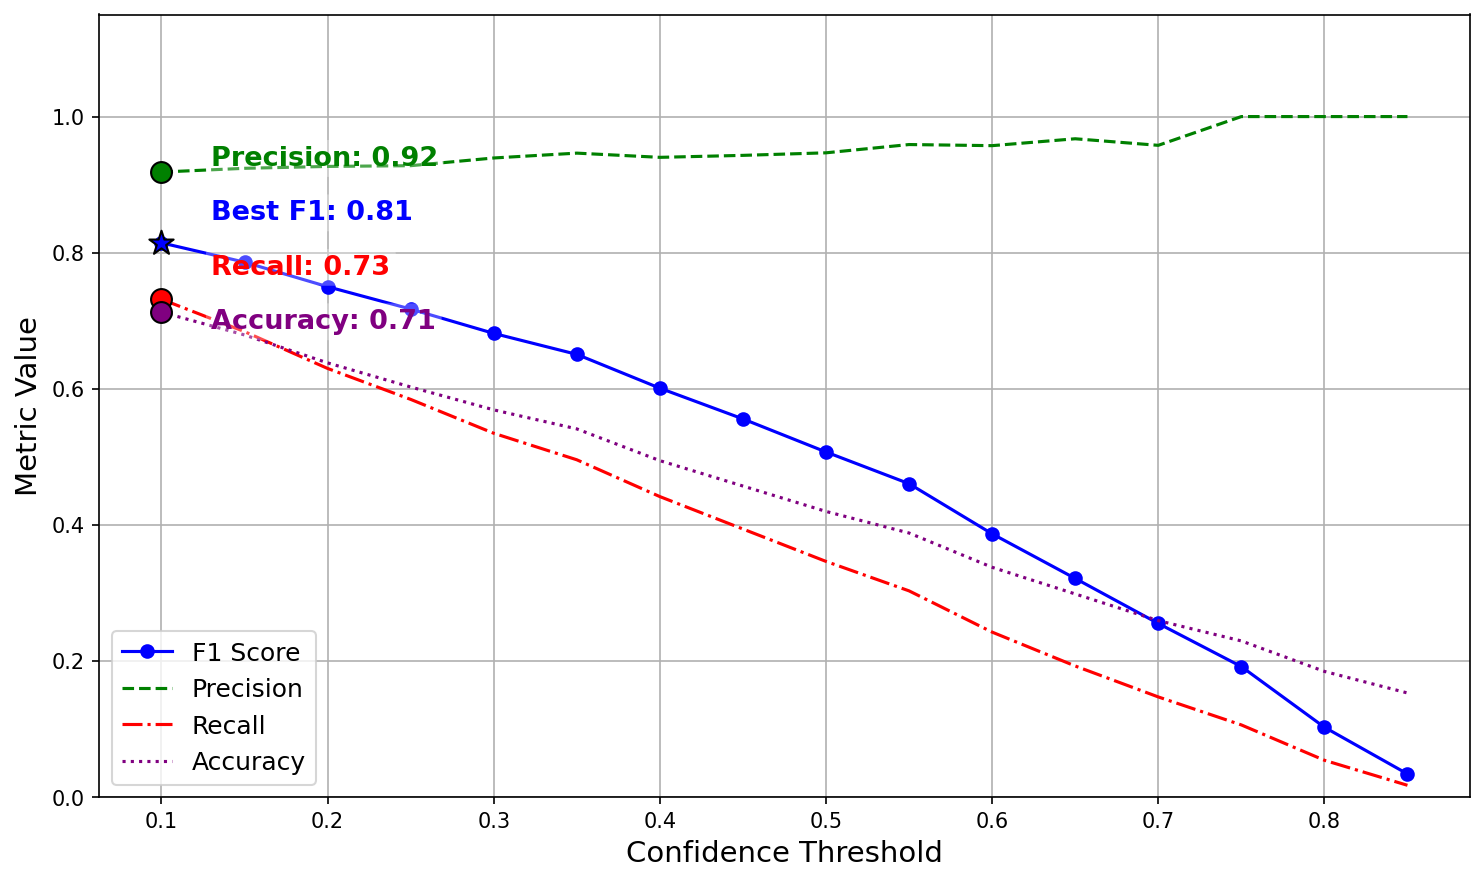 1.0
0.8
0.6
0.4
0.2
0.0
Metric Value
Precision: 0.92
Best F1: 0.81
Recall: 0.73
Accuracy: 0.71
F1 Score
Precision
Recall
Accuracy
0.1 0.2 0.3 0.4 0.5 0.6 0.7 0.8
Confidence Threshold